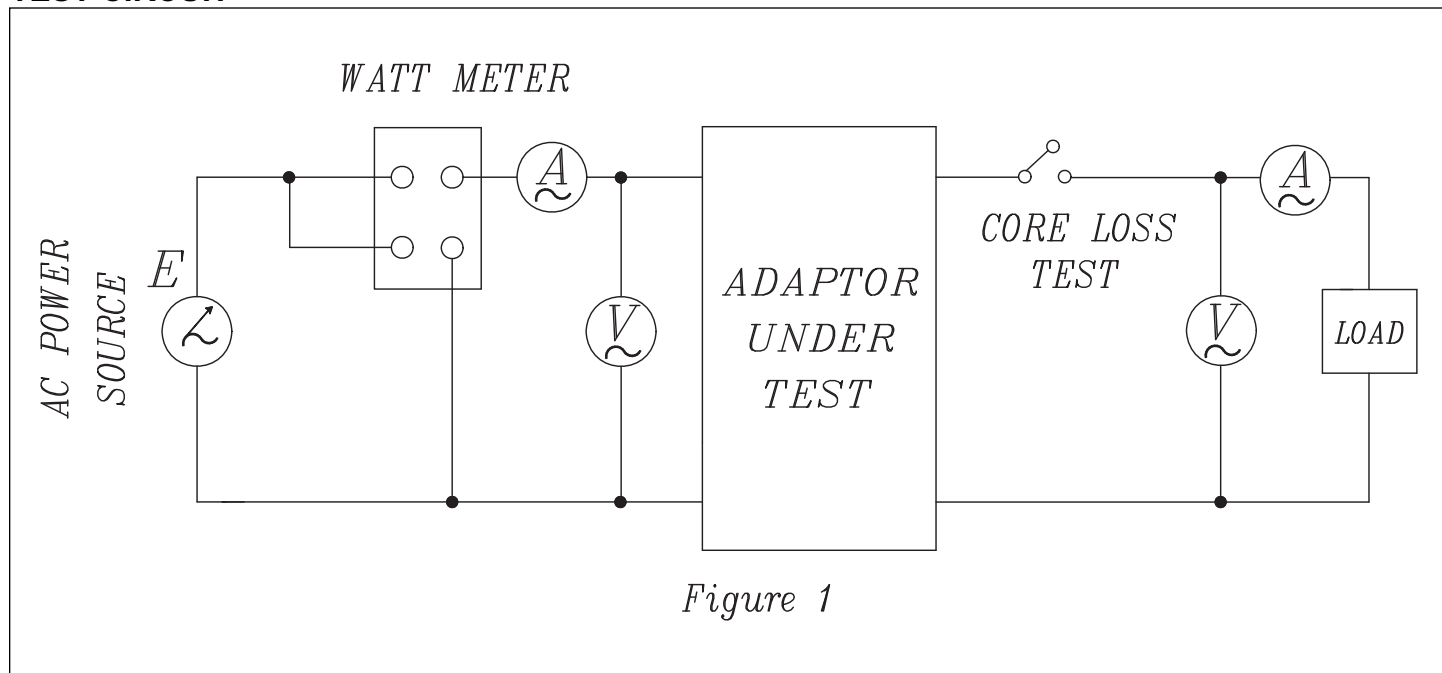 WATT METER
AC POWER
SOURCE
E
A
V
ADAPTOR
UNDER
TEST
CORE LOSS
TEST
A
V
LOAD
Figure 1